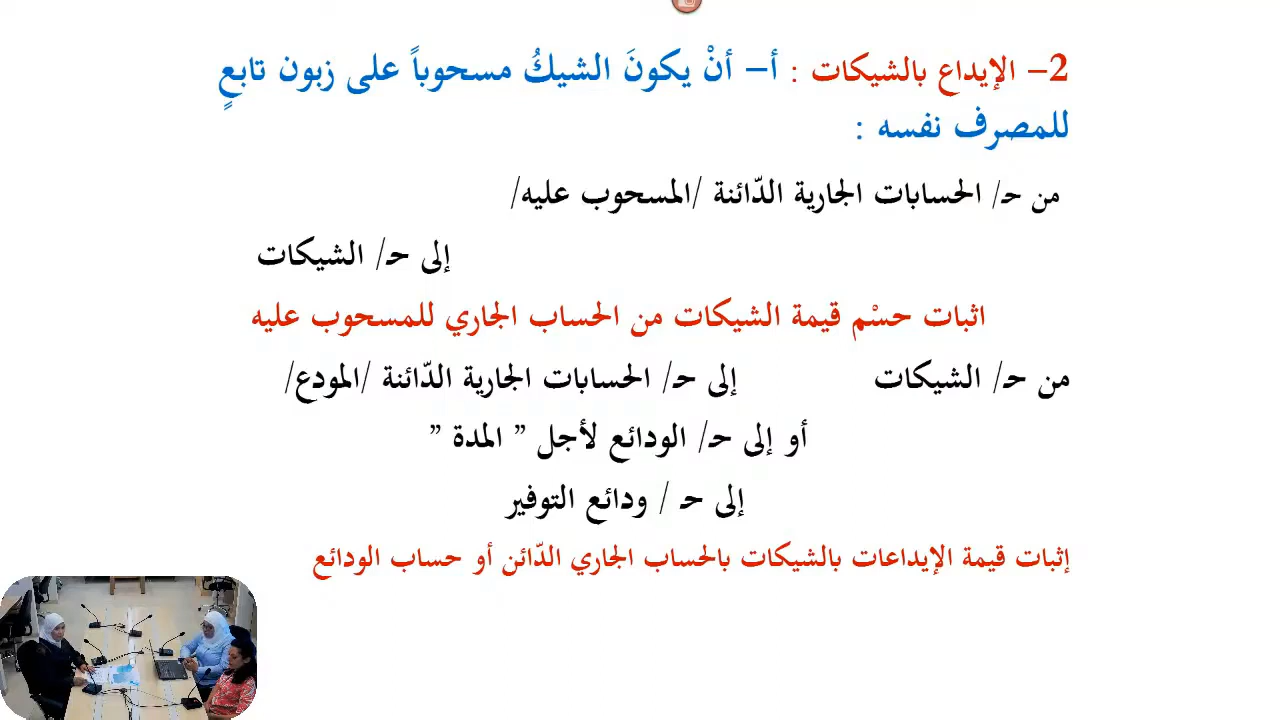 2– الإيداع بالشيكات : أ– أنْ يكونَ الشيكُ مسحوباً على زبون تابعٍ
للمصرف نفسه :
من حـ/ الحسابات الجارية الدّائنة /المسحوب عليه/
إلى حـ/ الشيكات
اثبات حسْم قيمة الشيكات من الحساب الجاري للمسحوب عليه
من حـ/ الشيكات إلى حـ/ الحسابات الجارية الدّائنة /المودع/
أو إلى حـ/ الودائع لأجل ” المدة ”
إلى حـ / ودائع التوفير
إثبات قيمة الإيداعات بالشيكات بالحساب الجاري الدّائن أو حساب الودائع